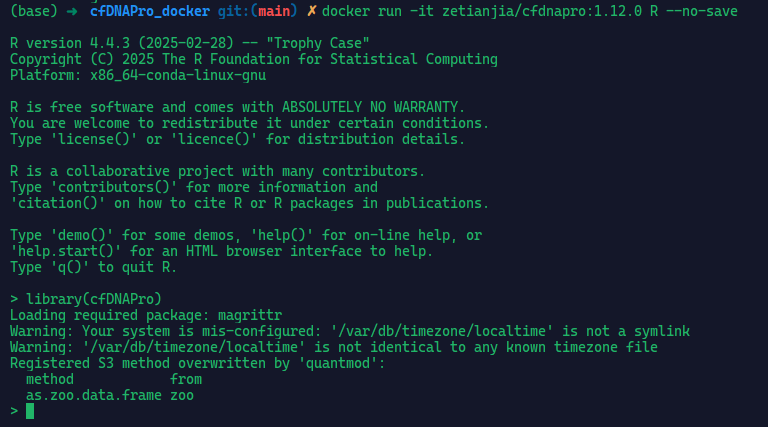 (base) ➜  cfDNAPro_docker git:(main) ✗ docker run -it zetianjia/cfdnapro:1.12.0 R --no-save
R version 4.4.3 (2025-02-28) -- "Trophy Case"
Copyright (C) 2025 The R Foundation for Statistical Computing
Platform: x86_64-conda-linux-gnu
R is free software and comes with ABSOLUTELY NO WARRANTY.
You are welcome to redistribute it under certain conditions.
Type 'license()' or 'licence()' for distribution details.
R is a collaborative project with many contributors.
Type 'contributors()' for more information and
'citation()' on how to cite R or R packages in publications.
Type 'demo()' for some demos, 'help()' for on-line help, or
'help.start()' for an HTML browser interface to help.
Type 'q()' to quit R.
> library(cfDNAPro)
Loading required package: magrittr
Warning: Your system is mis-configured: '/var/db/timezone/localtime' is not a symlink
Warning: '/var/db/timezone/localtime' is not identical to any known timezone file
Registered S3 method overwritten by 'quantmod':
  method            from
  as.zoo.data.frame zoo
>